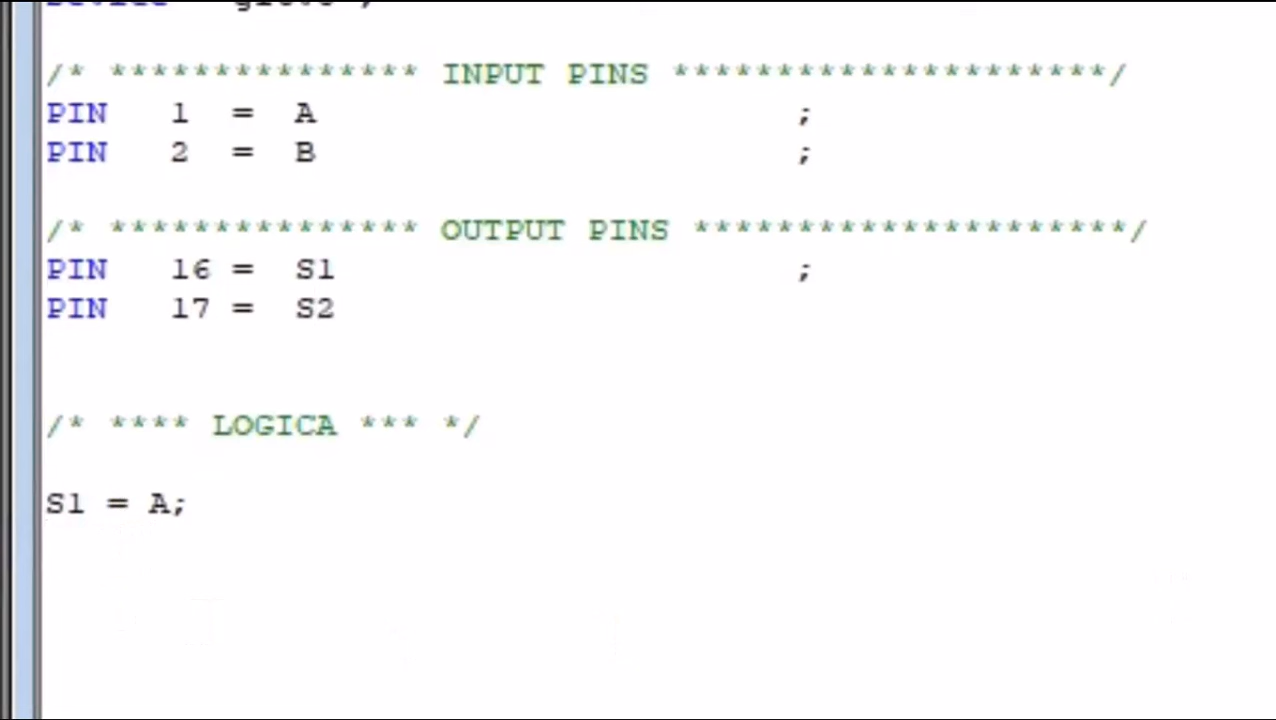 /* *************** INPUT PINS *********************/
PIN 1 = A ;
PIN 2 = B ;
/* *************** OUTPUT PINS *********************/
PIN 16 = S1 ;
PIN 17 = S2
/* **** LOGICA *** */
S1 = A;